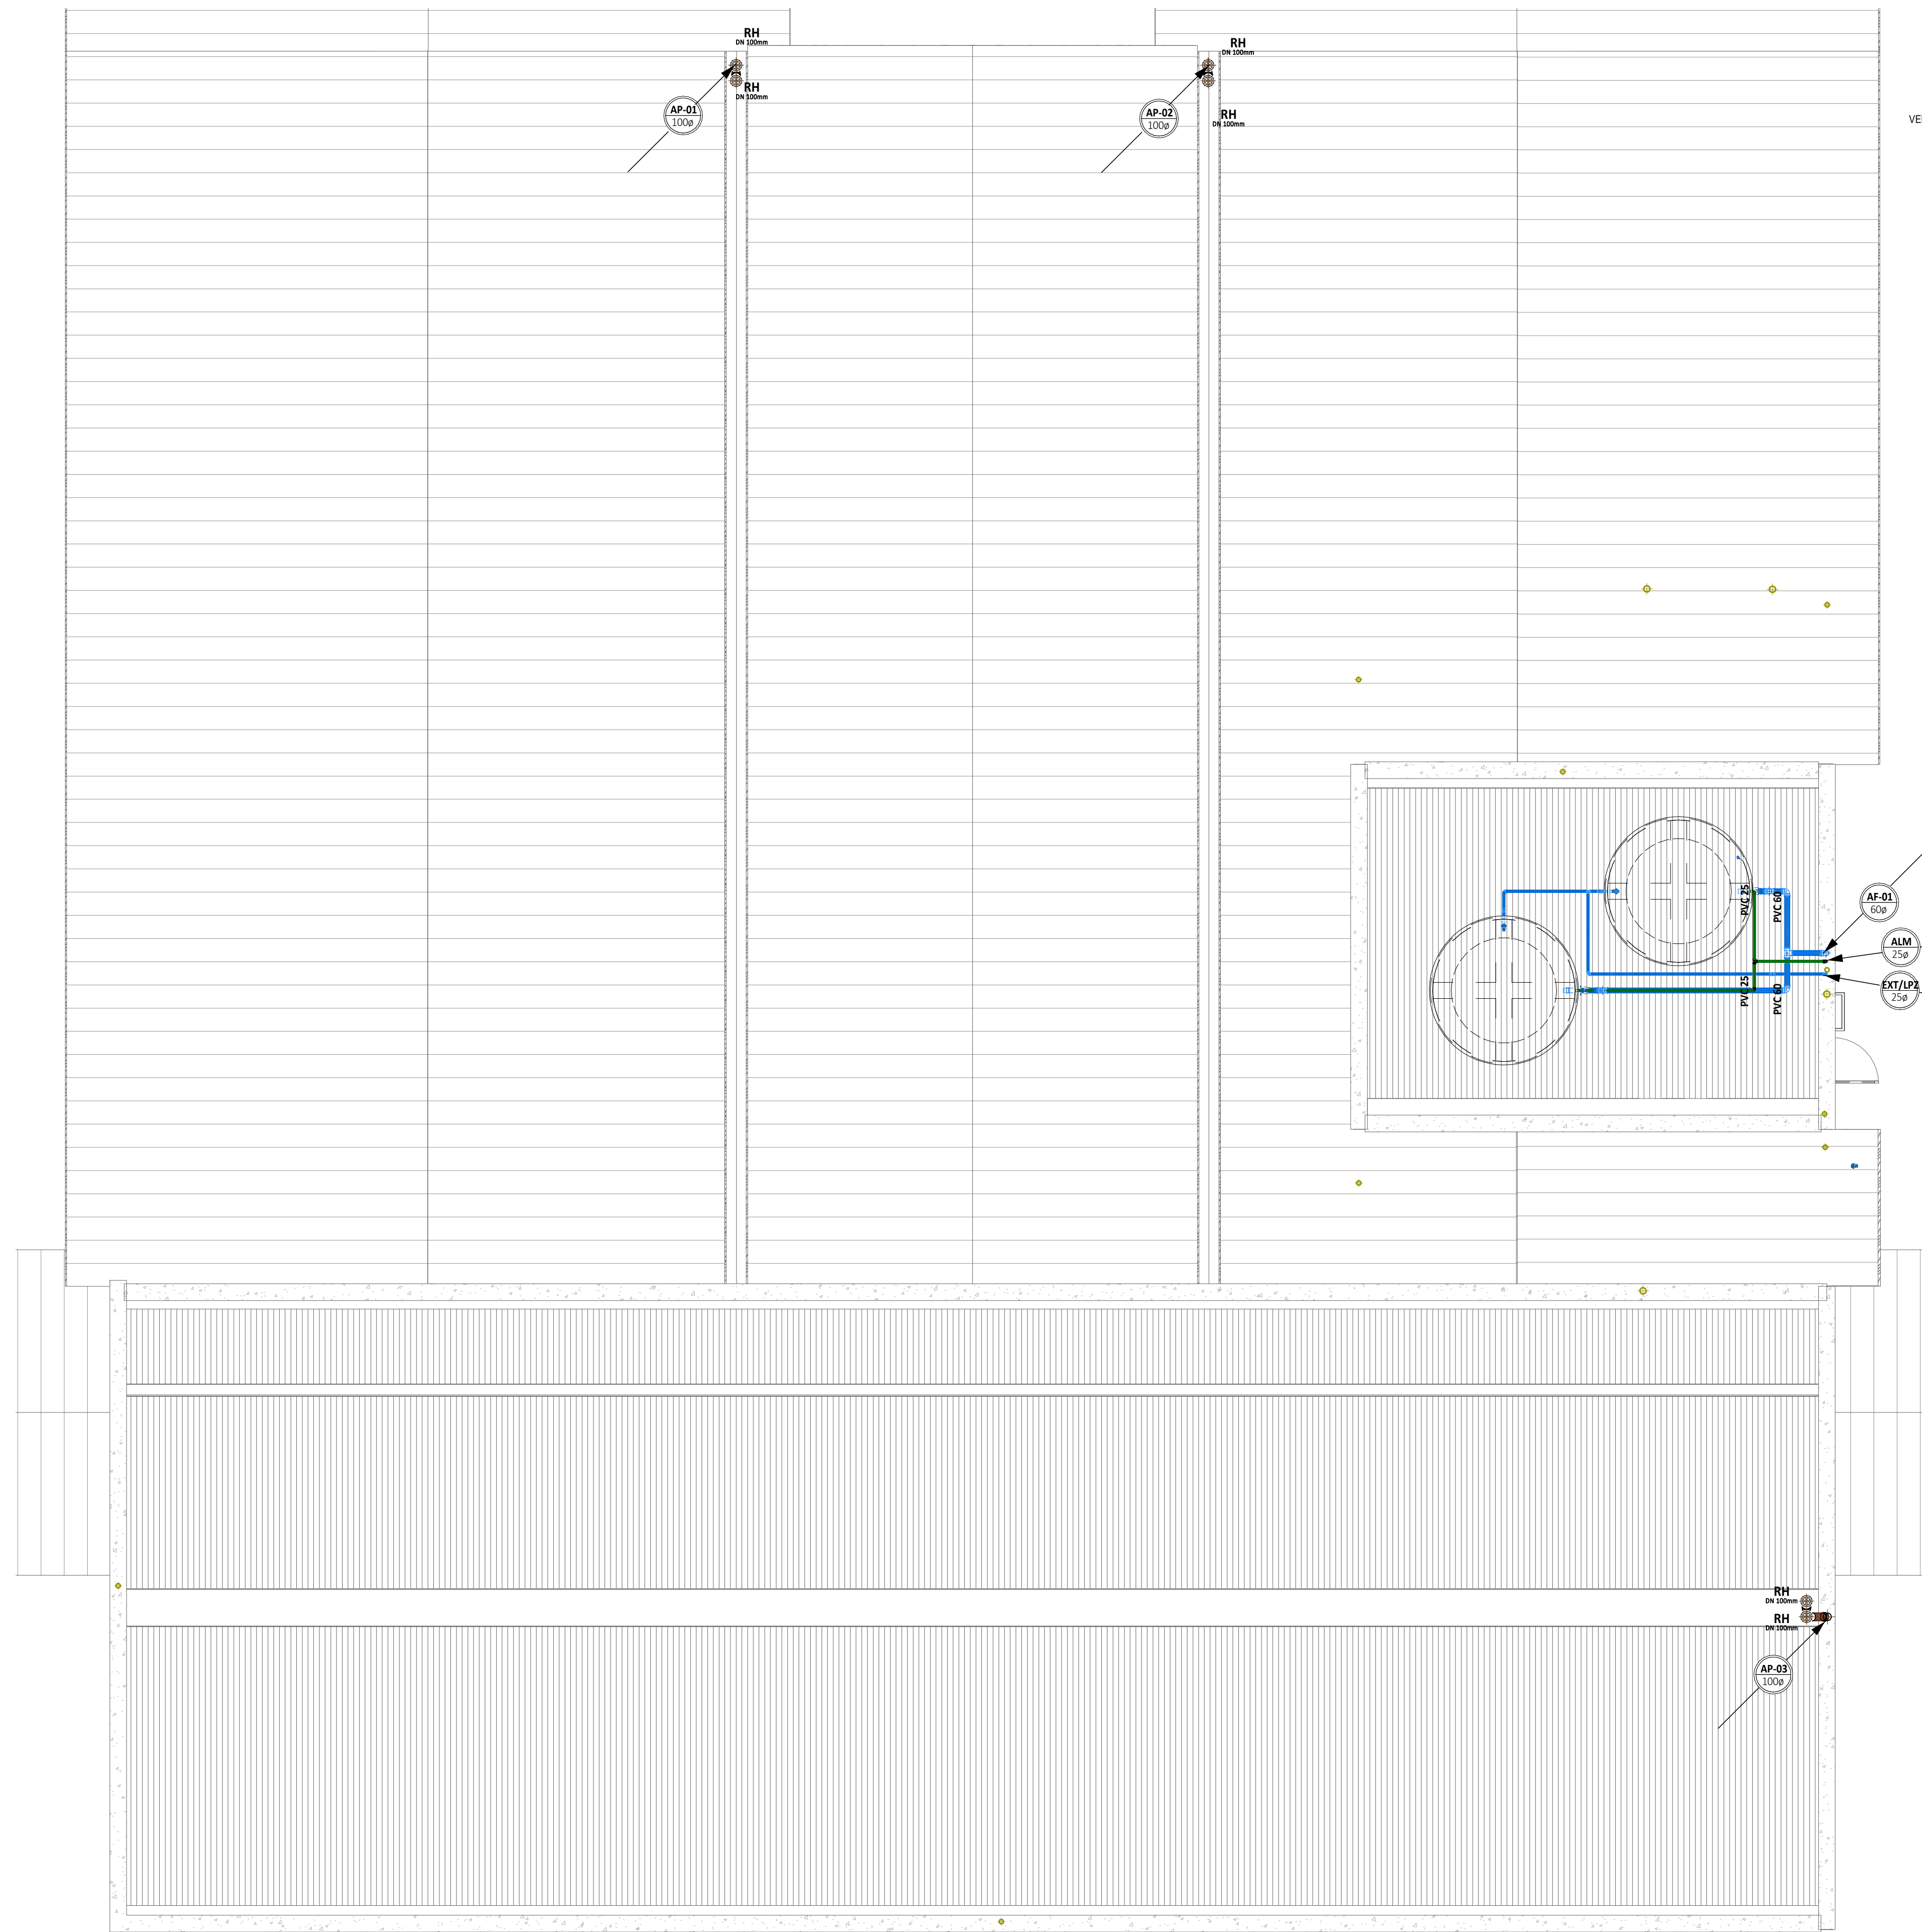 RH
DN 100mm
RH
DN 100mm
AP-01
100ø
RH
DN 100mm
RH
DN 100mm
AP-02
100ø
PVC 25
PVC 60
PVC 25
PVC 60
AF-01
60ø
ALM
25ø
EXT/LPZ
25ø
RH
DN 100mm
RH
DN 100mm
AP-03
100ø